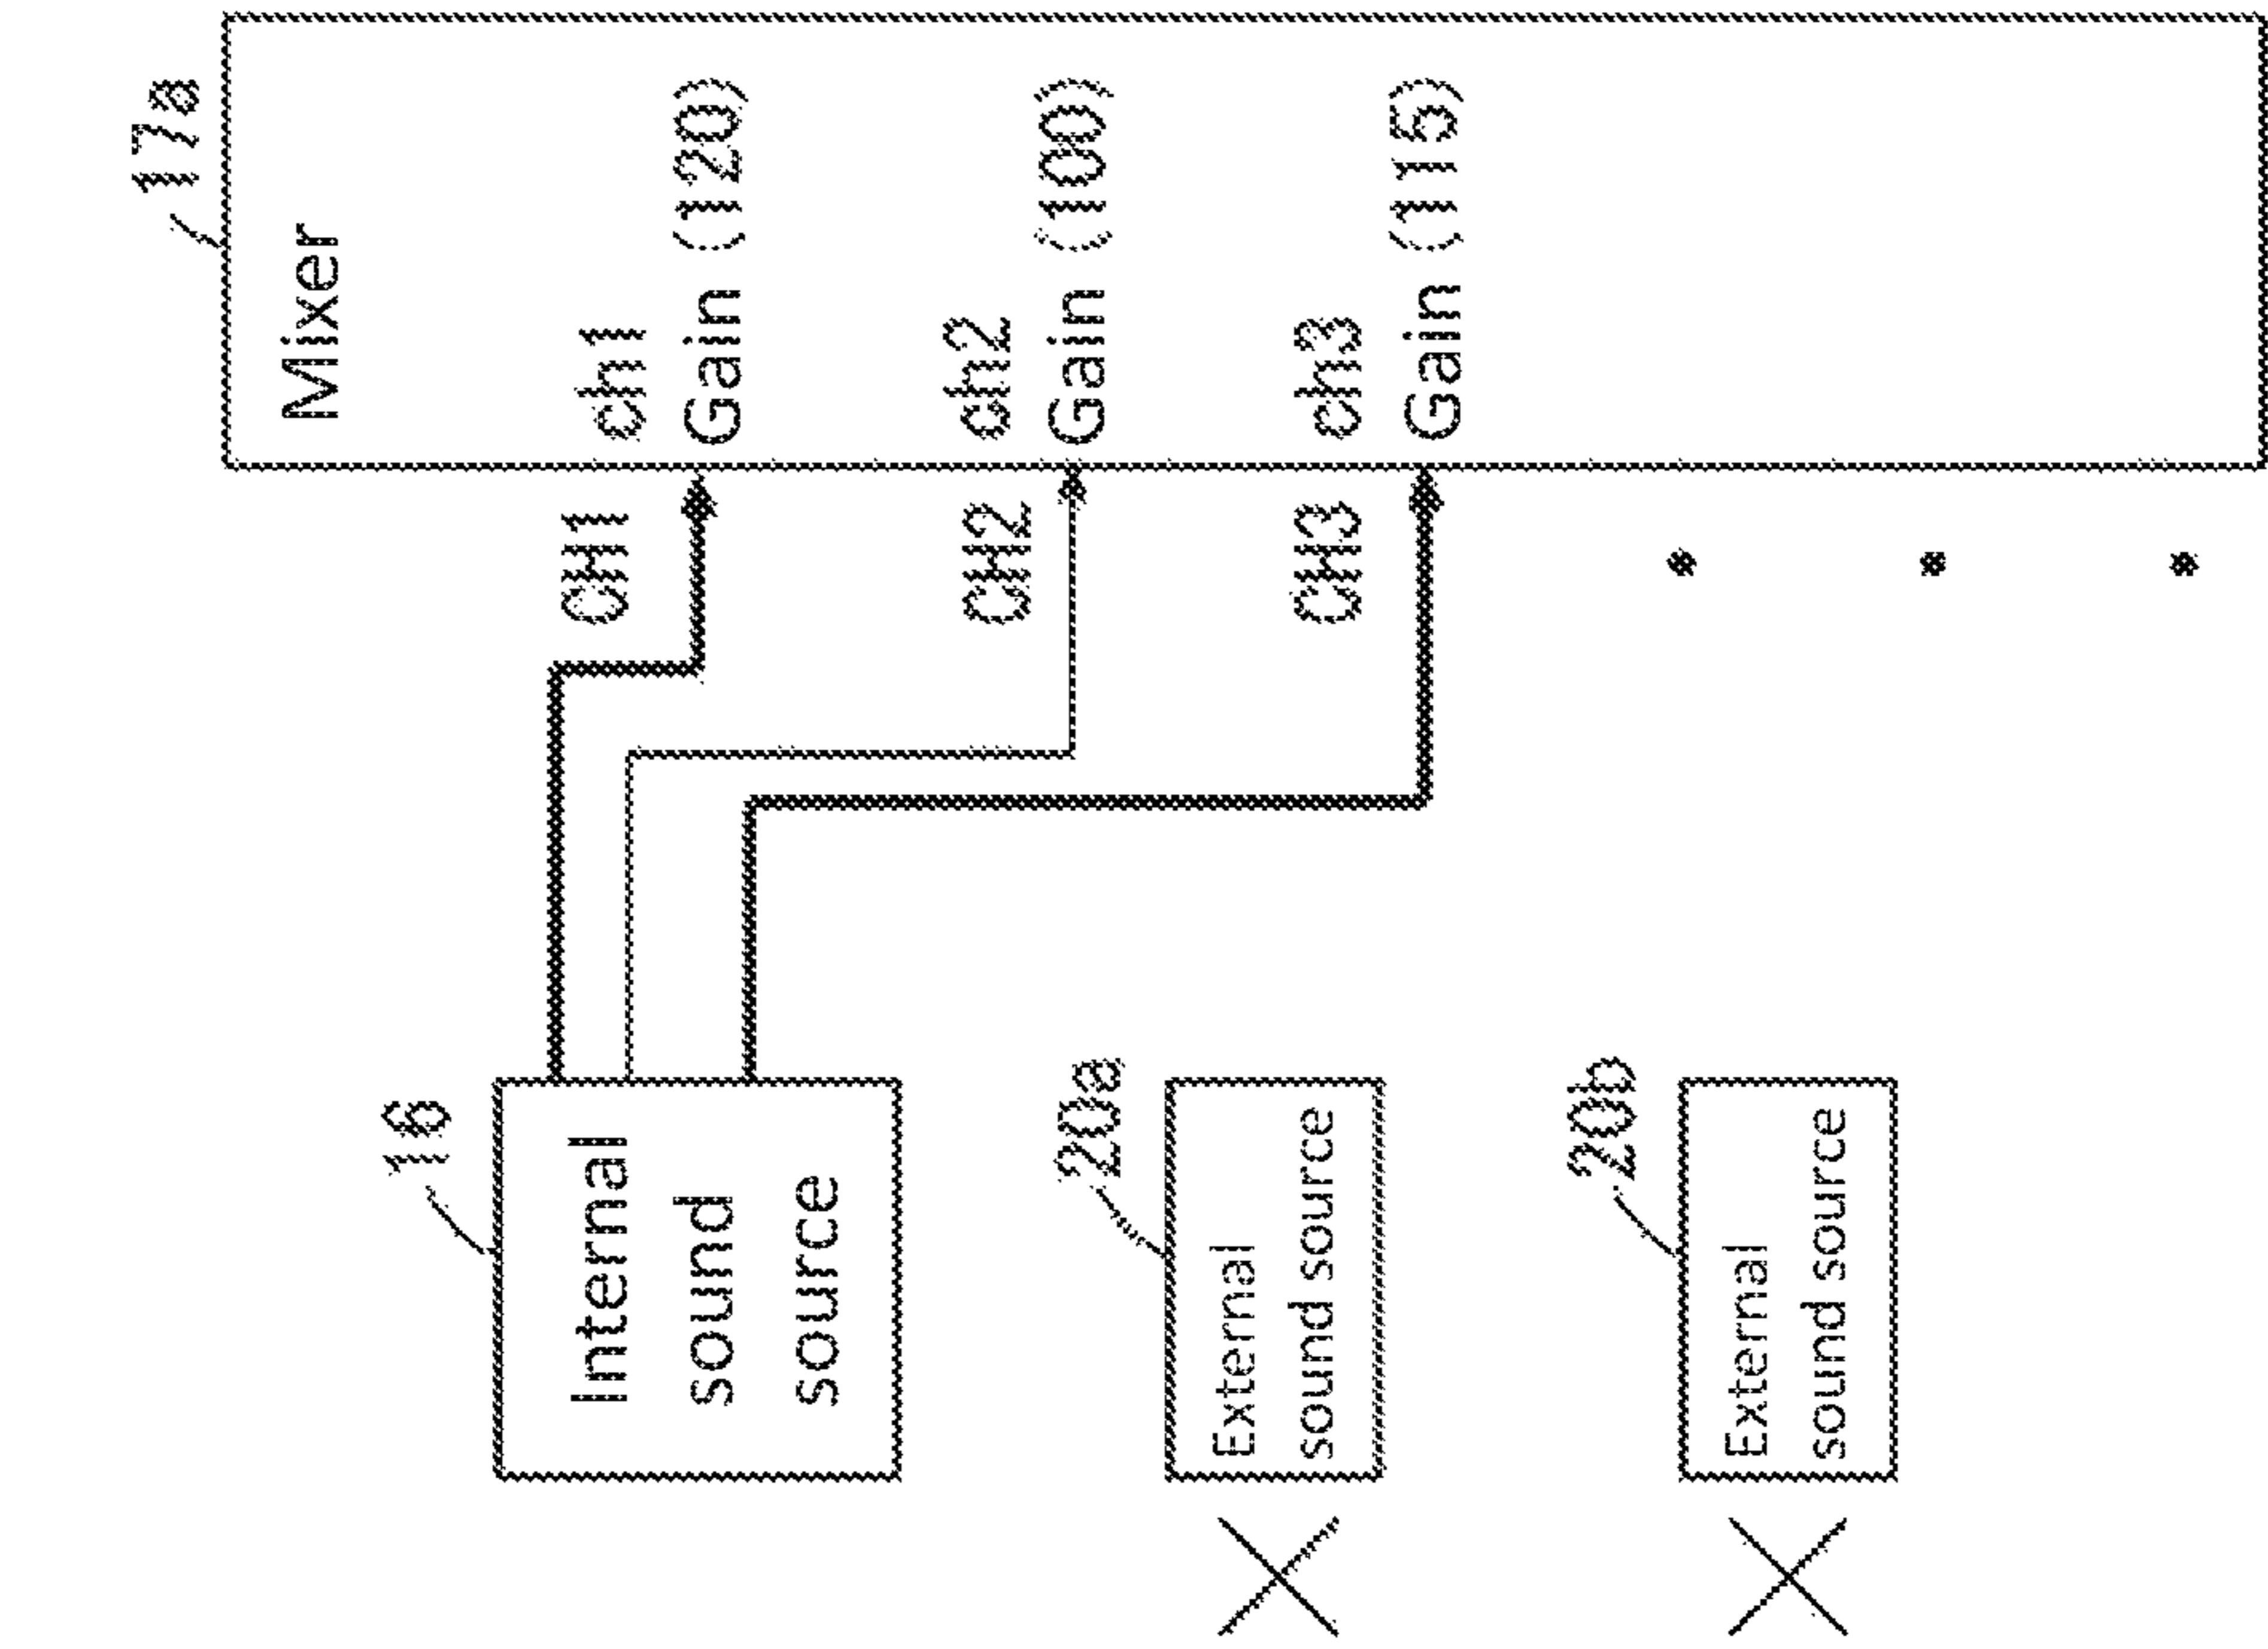 16
Internal
sound
source
20a
External
sound source
20b
External
sound source
CH1
CH2
CH3
17a
Mixer
ch1
Gain (120)
ch2
Gain (100)
ch3
Gain (115)